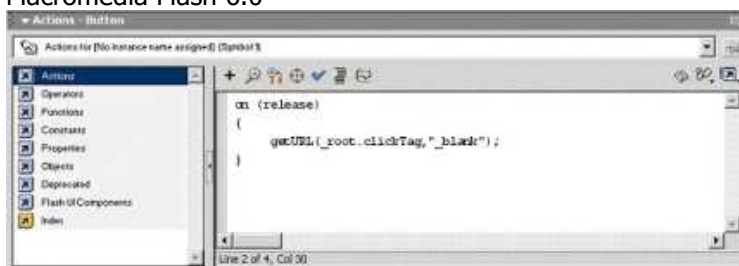 Macromedia Flash 6.0
Actions - Button
Actions for [No instance name assigned] (Symbol 1)
Actions
Operators
Functions
Constants
Properties
Objects
Deprecated
Flash UI Components
Index
on (release)
{
getURL(_root.clickTag,"_blank");
}
Line 2 of 4, Col 30